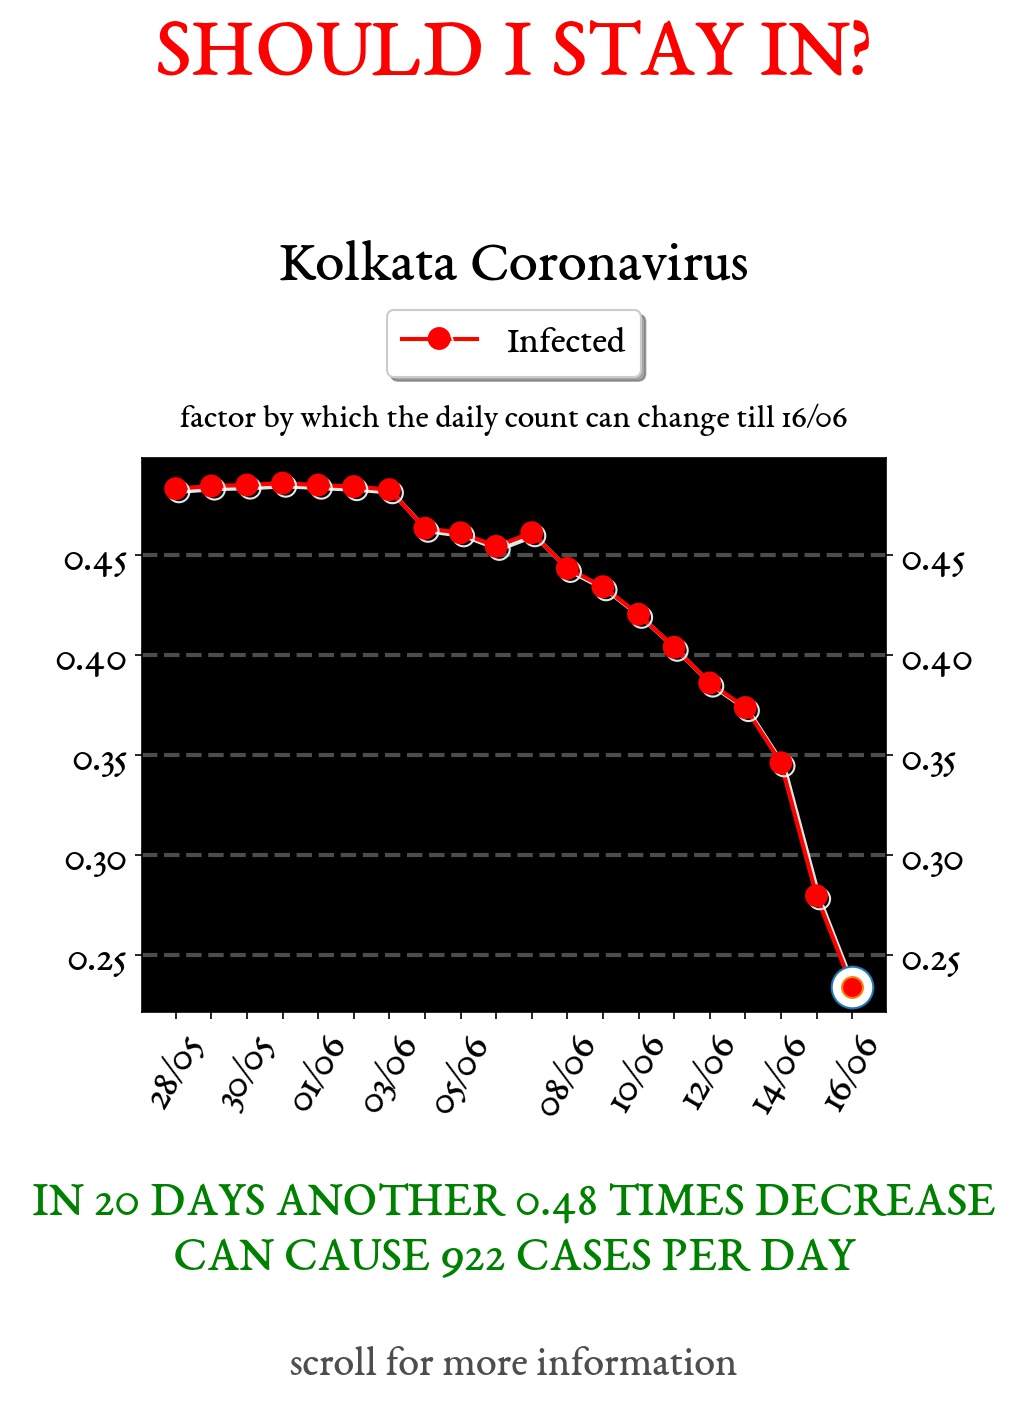 SHOULD I STAY IN?
Kolkata Coronavirus
Infected
factor by which the daily count can change till 16/06
0.45 0.45
0.40 0.40
0.35 0.35
0.30 0.30
0.25 0.25
28/05 30/05 01/06 03/06 05/06 08/06 10/06 12/06 14/06 16/06
IN 20 DAYS ANOTHER 0.48 TIMES DECREASE
CAN CAUSE 922 CASES PER DAY
scroll for more information